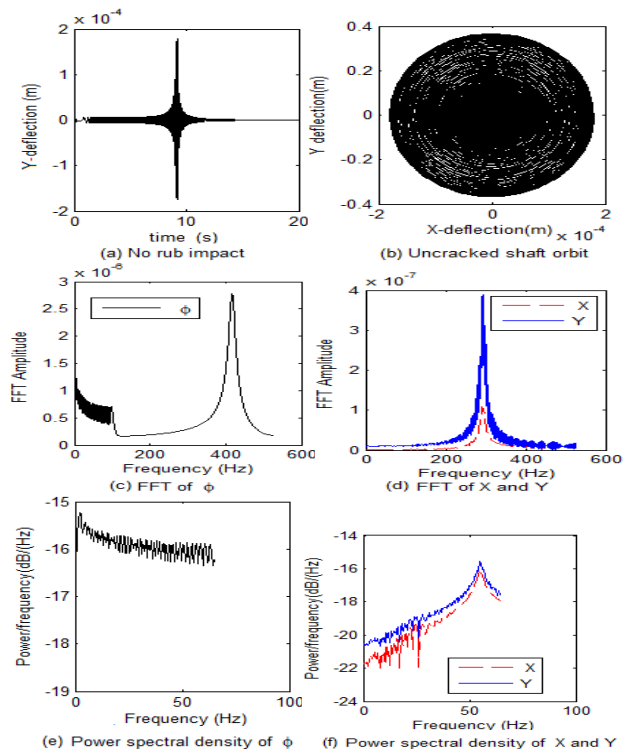 × 10⁻⁴
2
1
0
-1
-2
Y-deflection (m)
0 10 20
time (s)
(a) No rub impact
0.4
0.2
0
-0.2
-0.4
Y deflection(m)
-2 0 2
X-deflection(m) × 10⁻⁴
(b) Uncracked shaft orbit
× 10⁻⁶
3
2.5
2
1.5
1
0.5
0
FFT Amplitude
ϕ
0 200 400 600
Frequency (Hz)
(c) FFT of ϕ
× 10⁻⁷
4
3
2
1
0
FFT Amplitude
X
Y
0 200 400 600
Frequency (Hz)
(d) FFT of X and Y
-15
-16
-17
-18
-19
Power/frequency(dB/(Hz)
0 50 100
Frequency (Hz)
(e) Power spectral density of ϕ
-14
-16
-18
-20
-22
-24
Power/frequency(dB/(Hz)
X
Y
0 50 100
Frequency (Hz)
(f) Power spectral density of X and Y